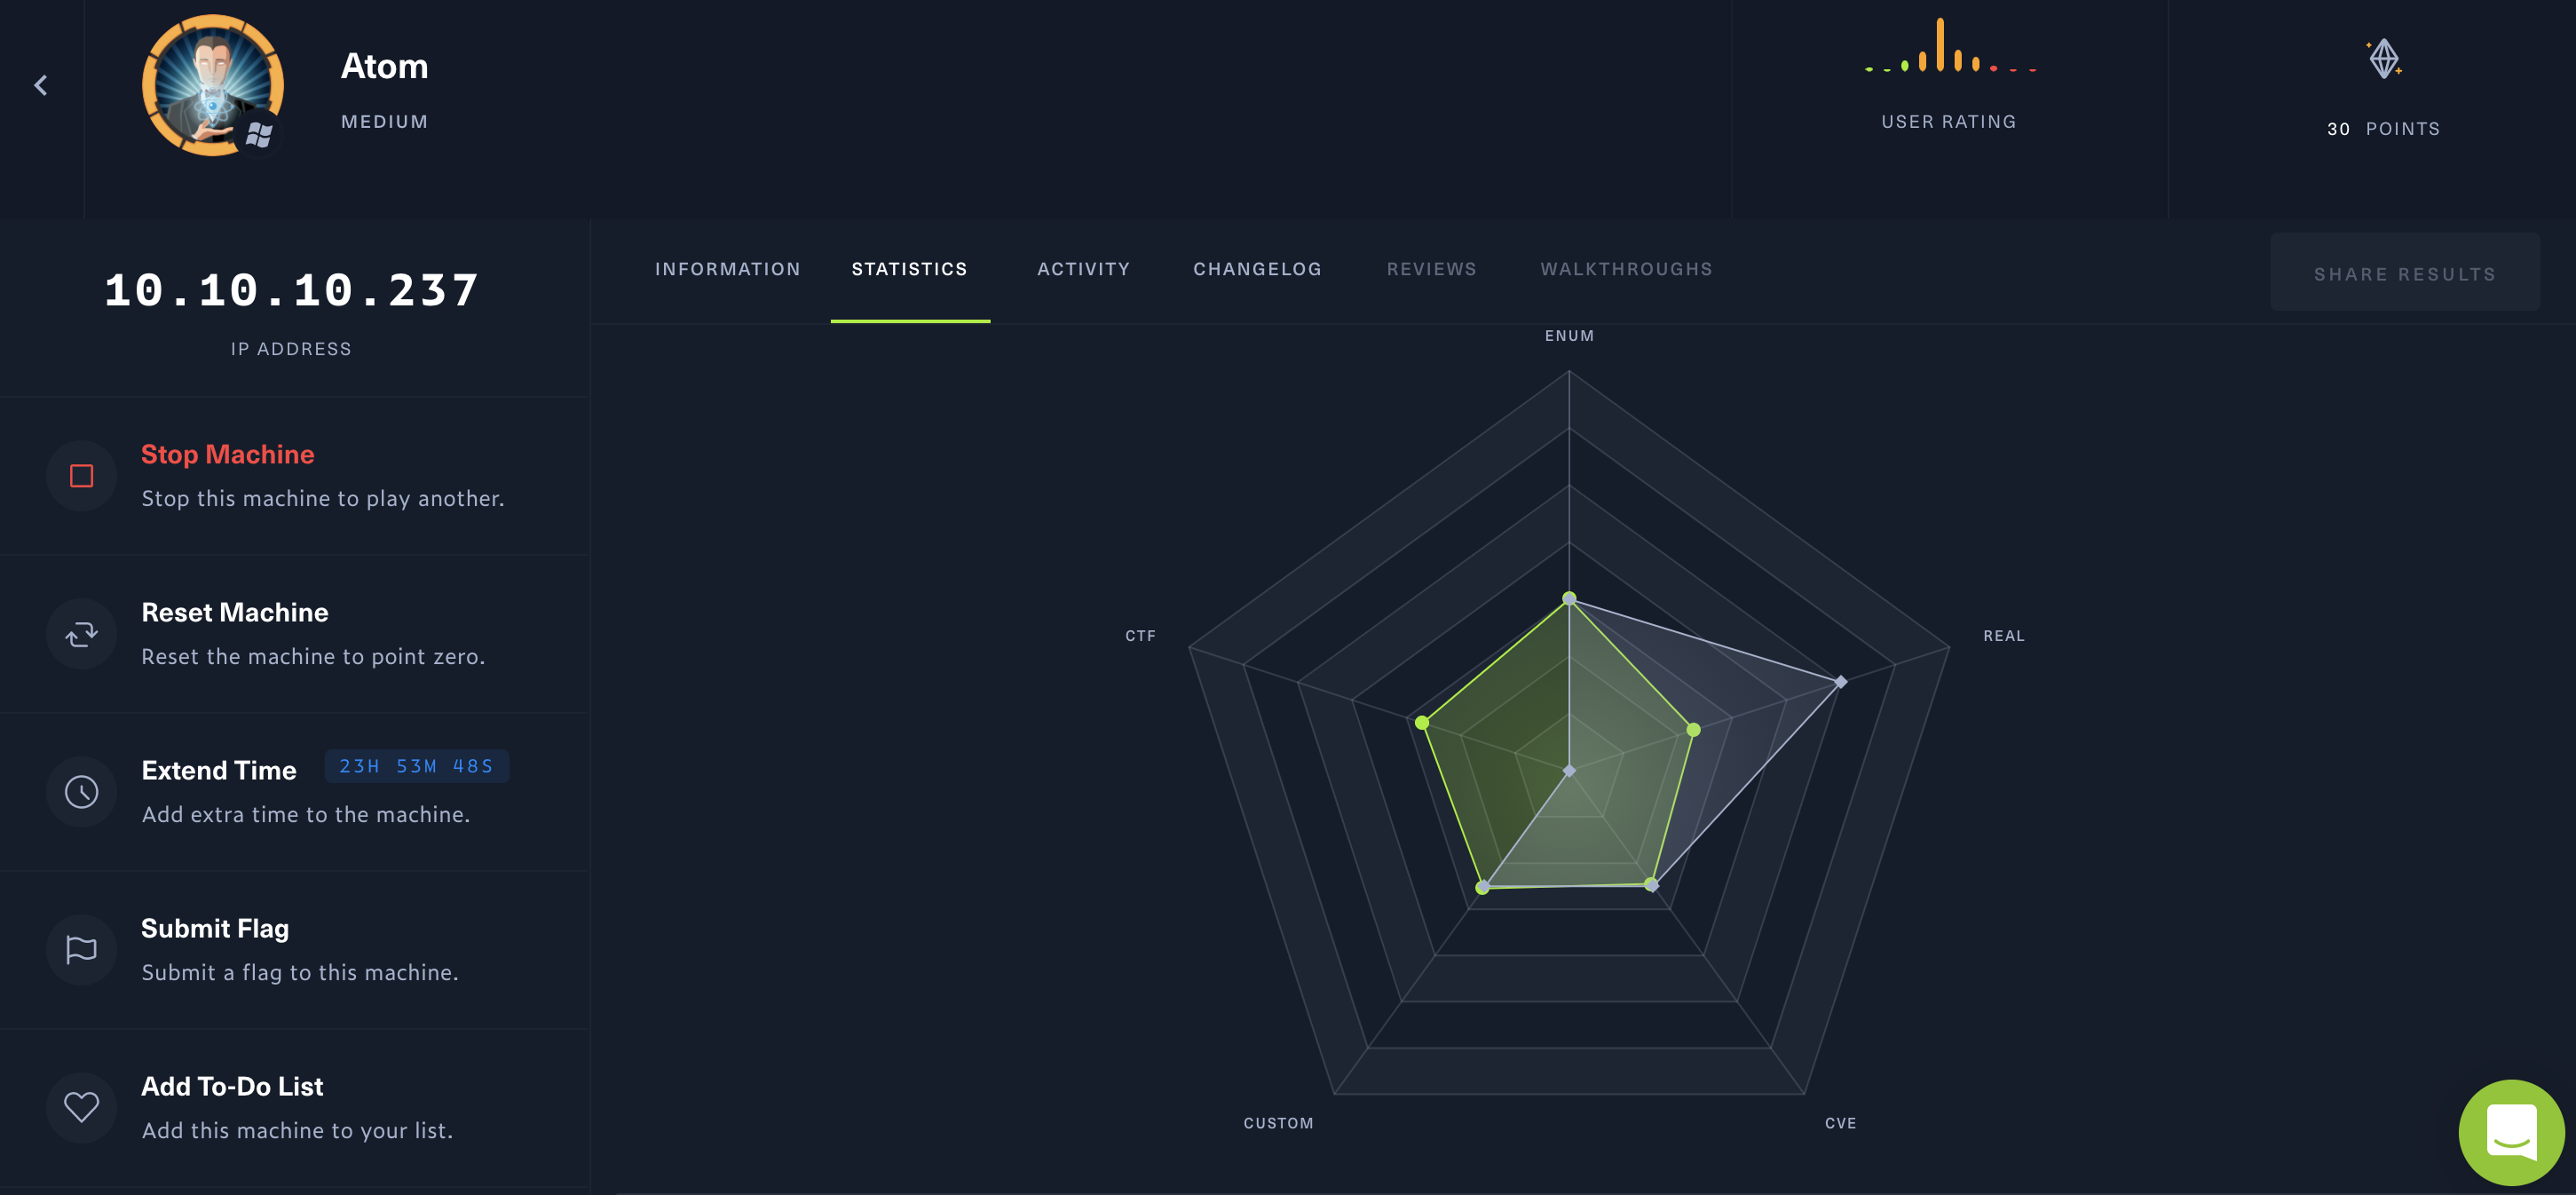 Atom
MEDIUM
USER RATING
30 POINTS
10.10.10.237
IP ADDRESS
INFORMATION
STATISTICS
ACTIVITY
CHANGELOG
REVIEWS
WALKTHROUGHS
SHARE RESULTS
Stop Machine
Stop this machine to play another.
Reset Machine
Reset the machine to point zero.
Extend Time 23H 53M 48S
Add extra time to the machine.
Submit Flag
Submit a flag to this machine.
Add To-Do List
Add this machine to your list.
ENUM
CTF
REAL
CUSTOM
CVE